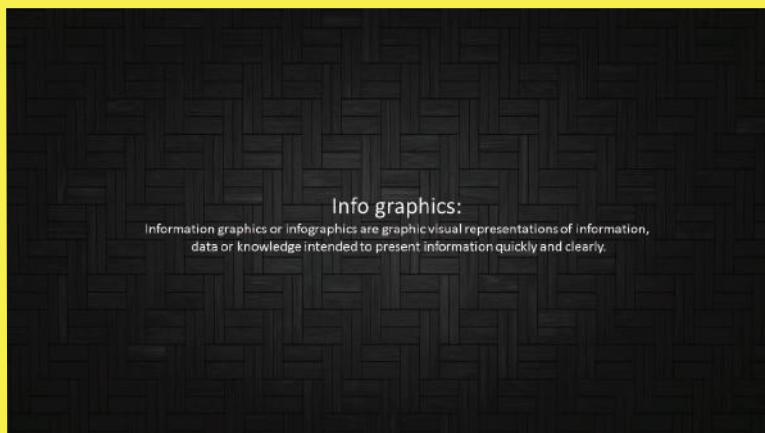 Info graphics:
Information graphics or infographics are graphic visual representations of information,
data or knowledge intended to present information quickly and clearly.